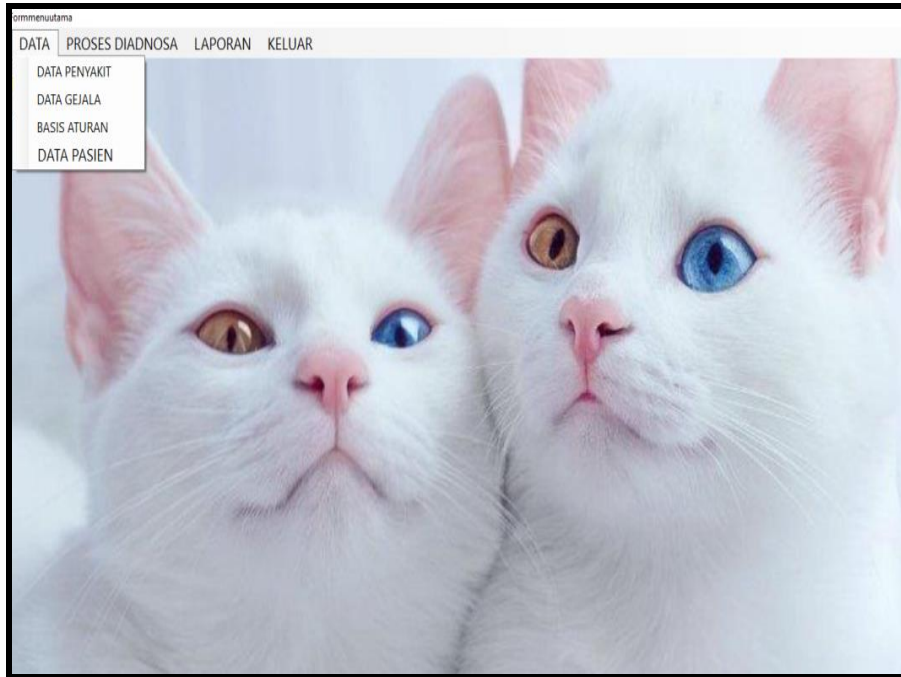 ormmenuutama
DATA PROSES DIADNOSA LAPORAN KELUAR
DATA PENYAKIT
DATA GEJALA
BASIS ATURAN
DATA PASIEN